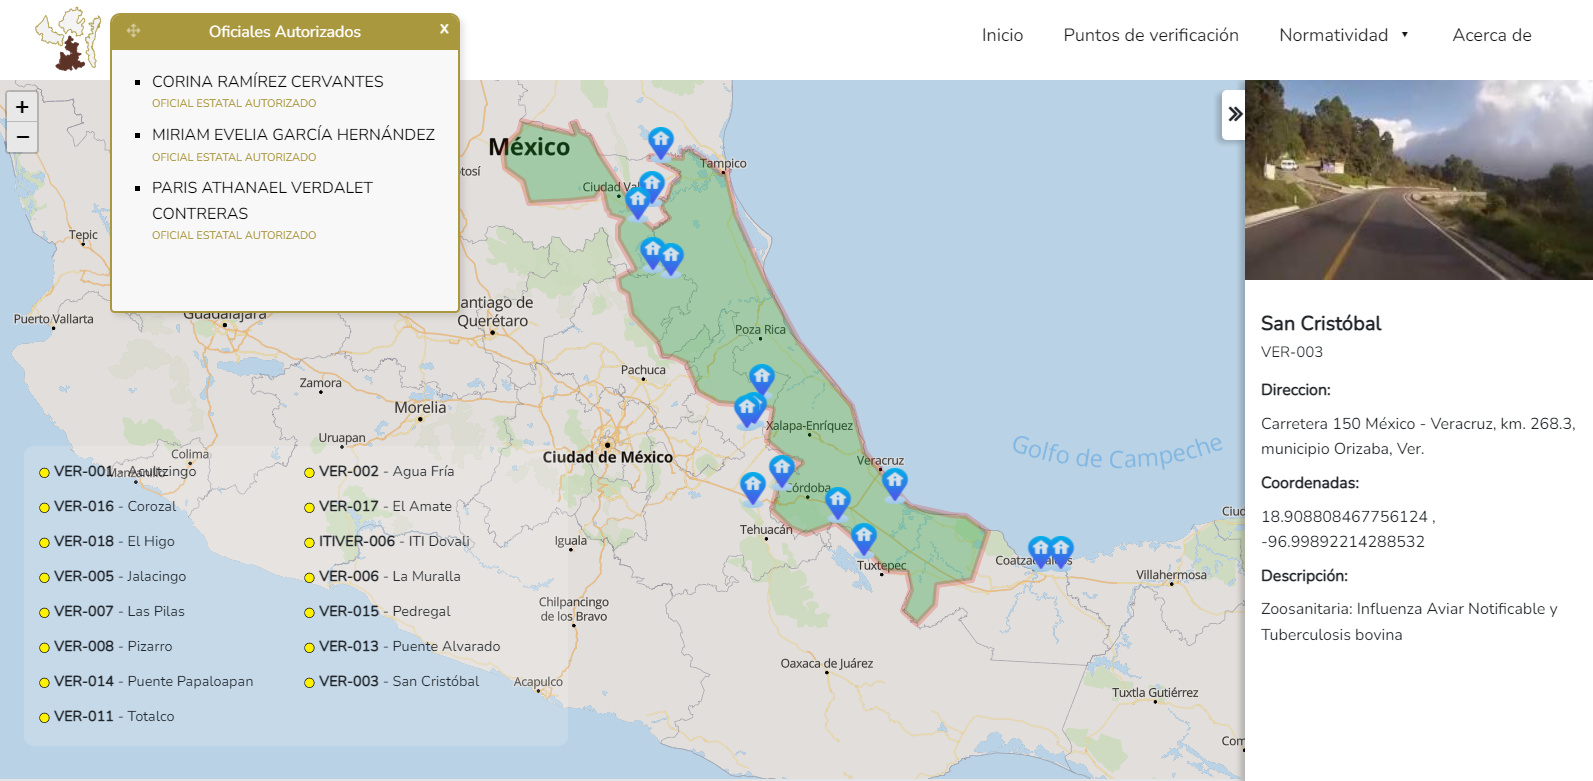 Oficiales Autorizados
x
CORINA RAMÍREZ CERVANTES
OFICIAL ESTATAL AUTORIZADO
MIRIAM EVELIA GARCÍA HERNÁNDEZ
OFICIAL ESTATAL AUTORIZADO
PARIS ATHANAEL VERDALET
CONTRERAS
OFICIAL ESTATAL AUTORIZADO
Inicio
Puntos de verificación
Normatividad
Acerca de
+
−
México
Tampico
Ciudad Val
tosí
Tepic
Puerto Vallarta
Guadalajara
antiago de
Querétaro
Poza Rica
Pachuca
Zamora
Morelia
Xalapa-Enríquez
Uruapan
Ciudad de México
Colima
Manzanillo
Veracruz
Golfo de Campeche
Córdoba
Tehuacán
Ciud
Iguala
Tuxtepec
Coatzacoalcos
Villahermosa
Chilpancingo
de los Bravo
Oaxaca de Juárez
Acapulco
Tuxtla Gutiérrez
Com
VER-001 - Acultzingo
VER-002 - Agua Fría
VER-016 - Corozal
VER-017 - El Amate
VER-018 - El Higo
ITIVER-006 - ITI Dovali
VER-005 - Jalacingo
VER-006 - La Muralla
VER-007 - Las Pilas
VER-015 - Pedregal
VER-008 - Pizarro
VER-013 - Puente Alvarado
VER-014 - Puente Papaloapan
VER-003 - San Cristóbal
VER-011 - Totalco
»
San Cristóbal
VER-003
Direccion:
Carretera 150 México - Veracruz, km. 268.3,
municipio Orizaba, Ver.
Coordenadas:
18.908808467756124 ,
-96.99892214288532
Descripción:
Zoosanitaria: Influenza Aviar Notificable y
Tuberculosis bovina